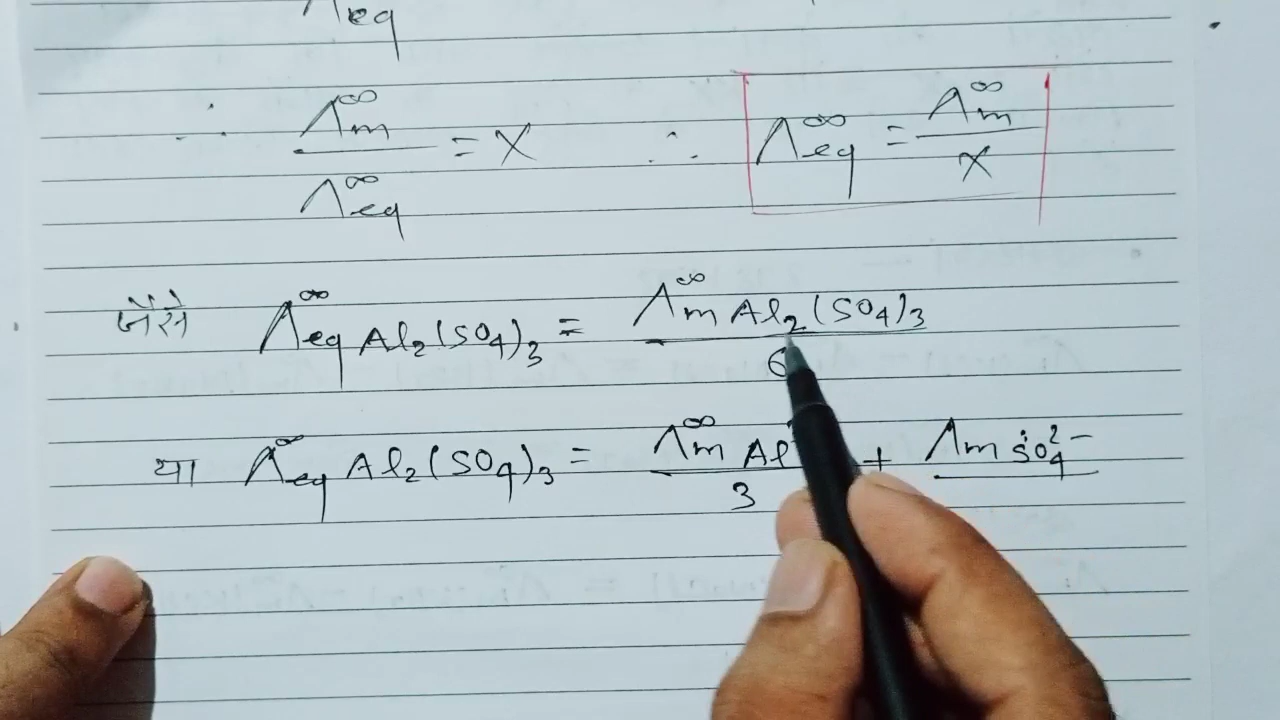 Λeq
∴ Λ∞m / Λ∞eq = X ∴ Λ∞eq = Λ∞m / X
जैसे Λ∞eq Al₂(SO₄)₃ = Λ∞m Al₂(SO₄)₃ / 6
या Λ∞eq Al₂(SO₄)₃ = Λ∞m Al / 3 + Λm SO₄²⁻